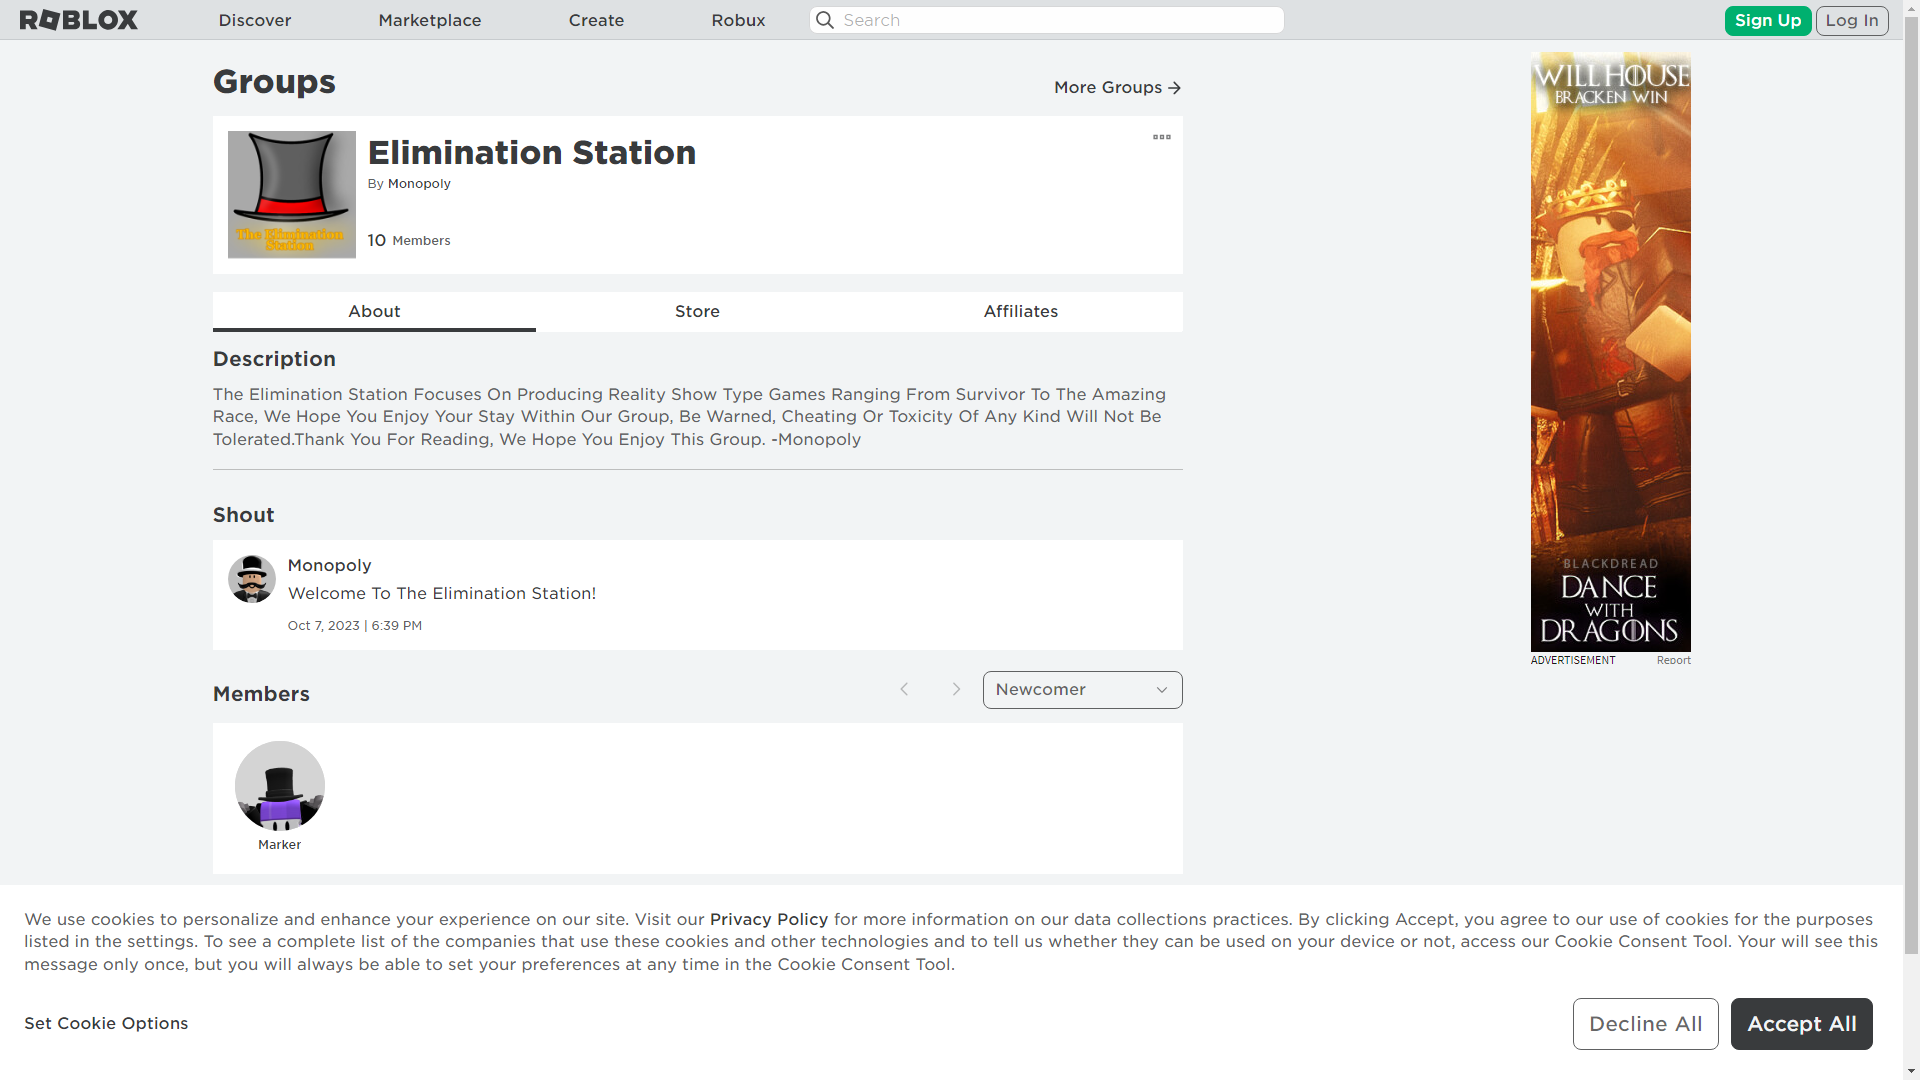 ROBLOX
Discover
Marketplace
Create
Robux
Search
Sign Up
Log In
Groups
More Groups
The Elimination
Station
Elimination Station
By Monopoly
10 Members
About
Store
Affiliates
Description
The Elimination Station Focuses On Producing Reality Show Type Games Ranging From Survivor To The Amazing
Race, We Hope You Enjoy Your Stay Within Our Group, Be Warned, Cheating Or Toxicity Of Any Kind Will Not Be
Tolerated.Thank You For Reading, We Hope You Enjoy This Group. -Monopoly
Shout
Monopoly
Welcome To The Elimination Station!
Oct 7, 2023 | 6:39 PM
Members
Newcomer
Marker
WILL HOUSE
BRACKEN WIN
BLACKDREAD
DANCE
WITH
DRAGONS
ADVERTISEMENT
Report
We use cookies to personalize and enhance your experience on our site. Visit our Privacy Policy for more information on our data collections practices. By clicking Accept, you agree to our use of cookies for the purposes
listed in the settings. To see a complete list of the companies that use these cookies and other technologies and to tell us whether they can be used on your device or not, access our Cookie Consent Tool. Your will see this
message only once, but you will always be able to set your preferences at any time in the Cookie Consent Tool.
Set Cookie Options
Decline All
Accept All